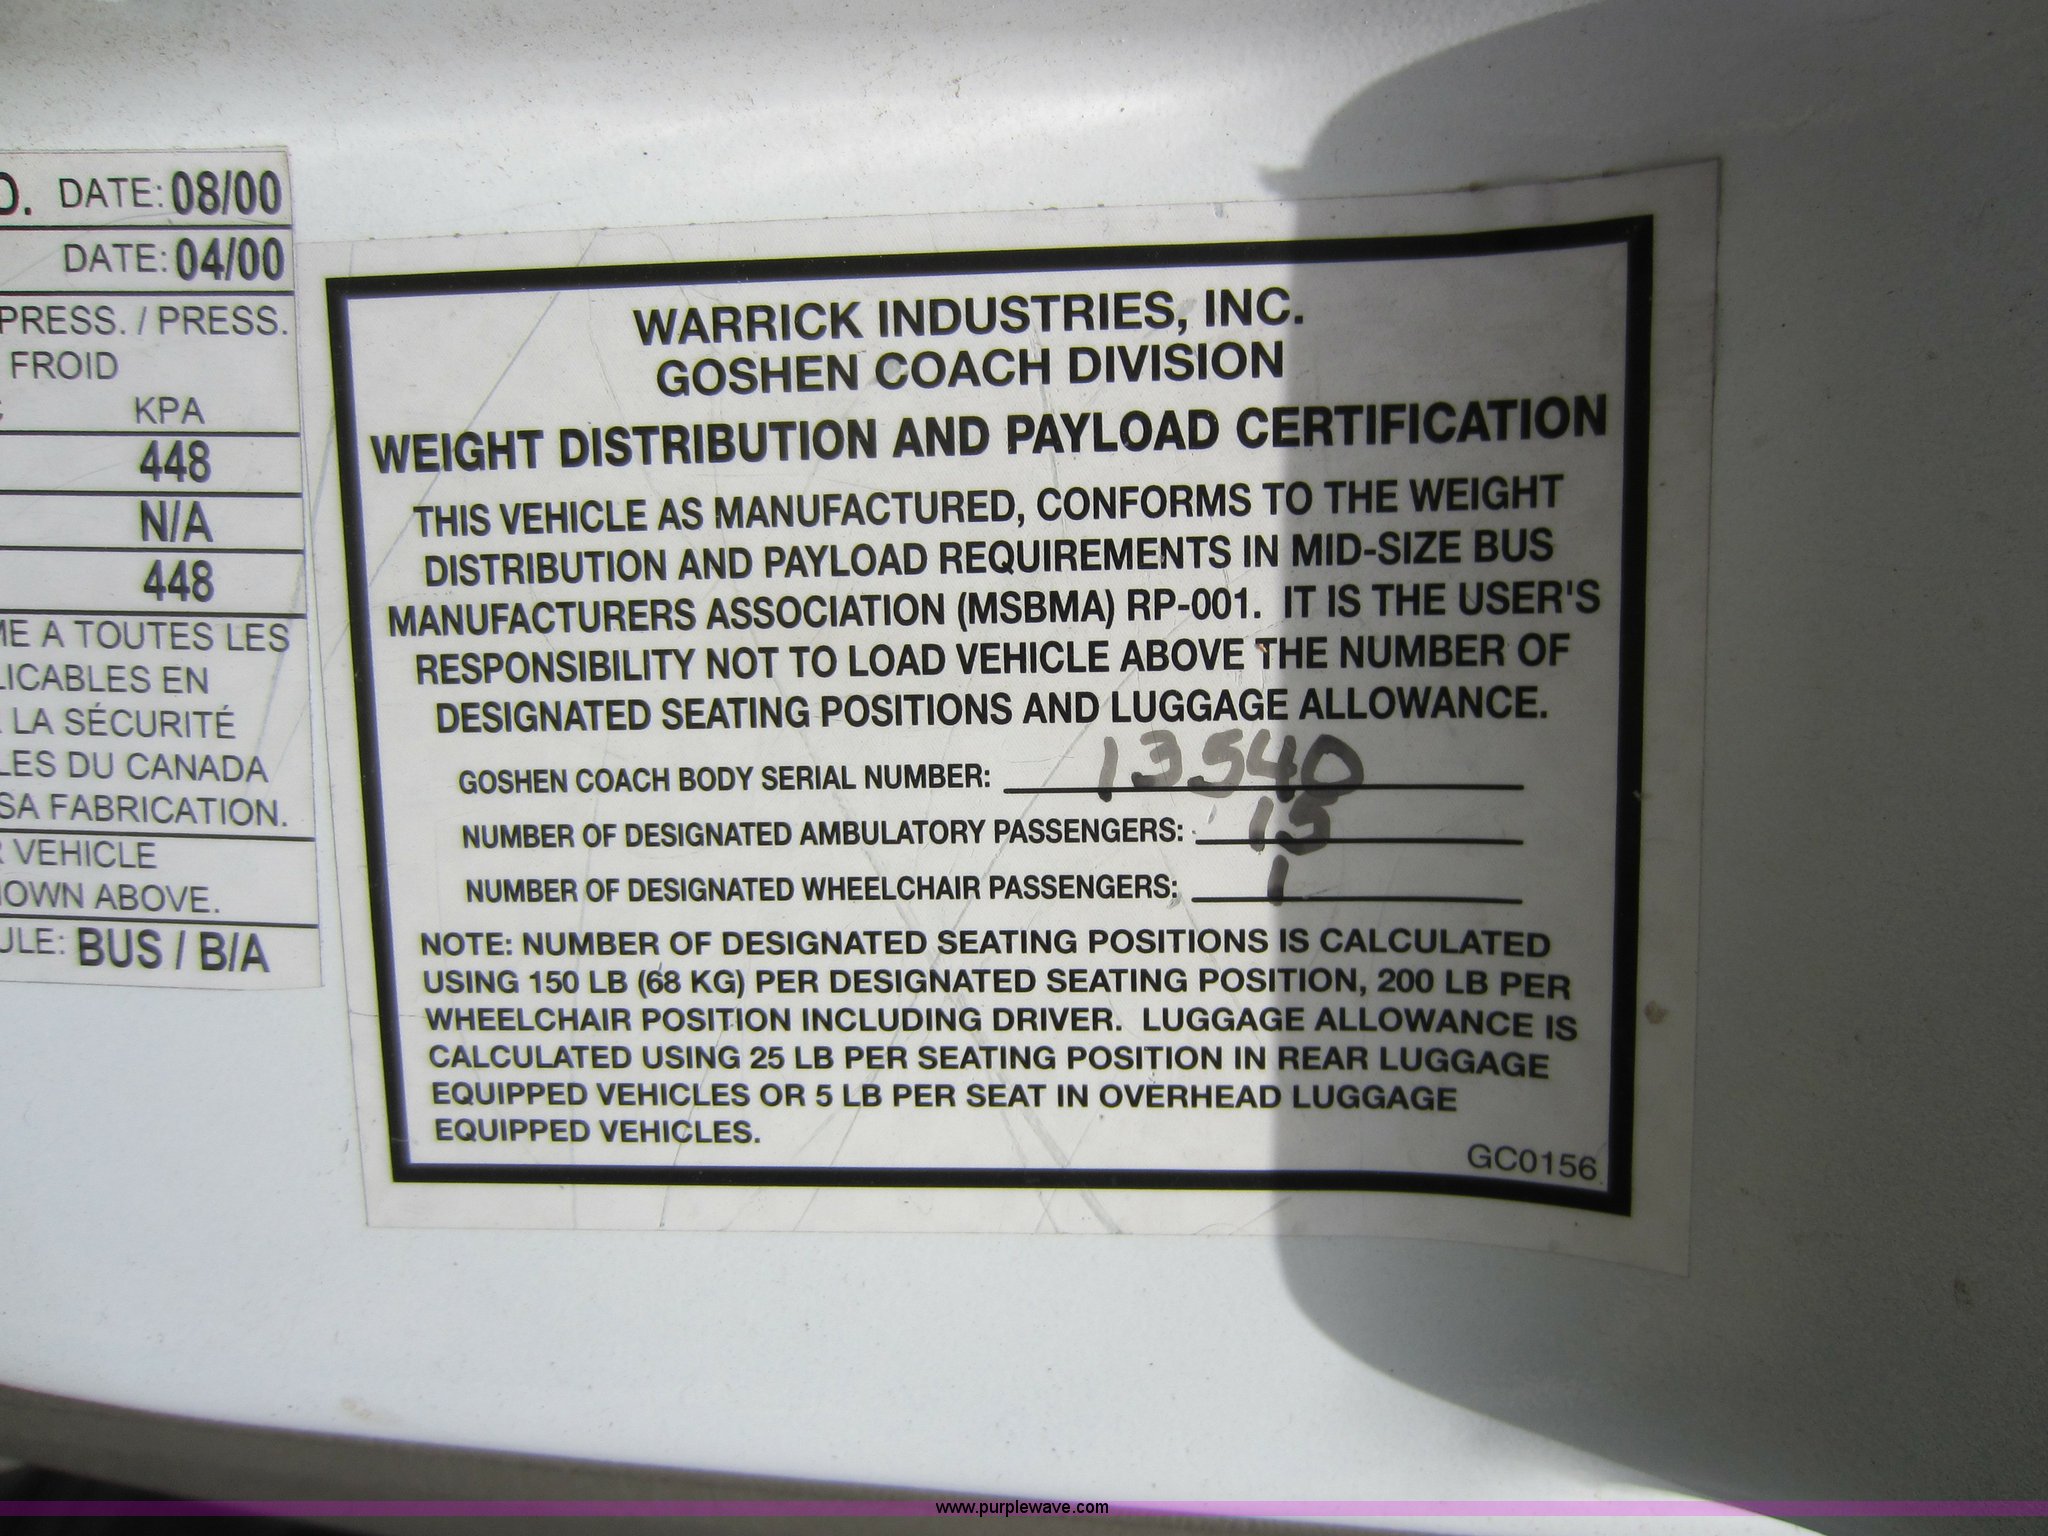 O. DATE: 08/00
DATE: 04/00
PRESS. / PRESS.
FROID
KPA
448
N/A
448
ME A TOUTES LES
LICABLES EN
LA SÉCURITÉ
LES DU CANADA
SA FABRICATION.
R VEHICLE
HOWN ABOVE.
ULE: BUS / B/A
WARRICK INDUSTRIES, INC.
GOSHEN COACH DIVISION
WEIGHT DISTRIBUTION AND PAYLOAD CERTIFICATION
THIS VEHICLE AS MANUFACTURED, CONFORMS TO THE WEIGHT
DISTRIBUTION AND PAYLOAD REQUIREMENTS IN MID-SIZE BUS
MANUFACTURERS ASSOCIATION (MSBMA) RP-001. IT IS THE USER'S
RESPONSIBILITY NOT TO LOAD VEHICLE ABOVE THE NUMBER OF
DESIGNATED SEATING POSITIONS AND LUGGAGE ALLOWANCE.
GOSHEN COACH BODY SERIAL NUMBER: 13540
NUMBER OF DESIGNATED AMBULATORY PASSENGERS: 15
NUMBER OF DESIGNATED WHEELCHAIR PASSENGERS: 1
NOTE: NUMBER OF DESIGNATED SEATING POSITIONS IS CALCULATED
USING 150 LB (68 KG) PER DESIGNATED SEATING POSITION, 200 LB PER
WHEELCHAIR POSITION INCLUDING DRIVER. LUGGAGE ALLOWANCE IS
CALCULATED USING 25 LB PER SEATING POSITION IN REAR LUGGAGE
EQUIPPED VEHICLES OR 5 LB PER SEAT IN OVERHEAD LUGGAGE
EQUIPPED VEHICLES.
GC0156
www.purplewave.com